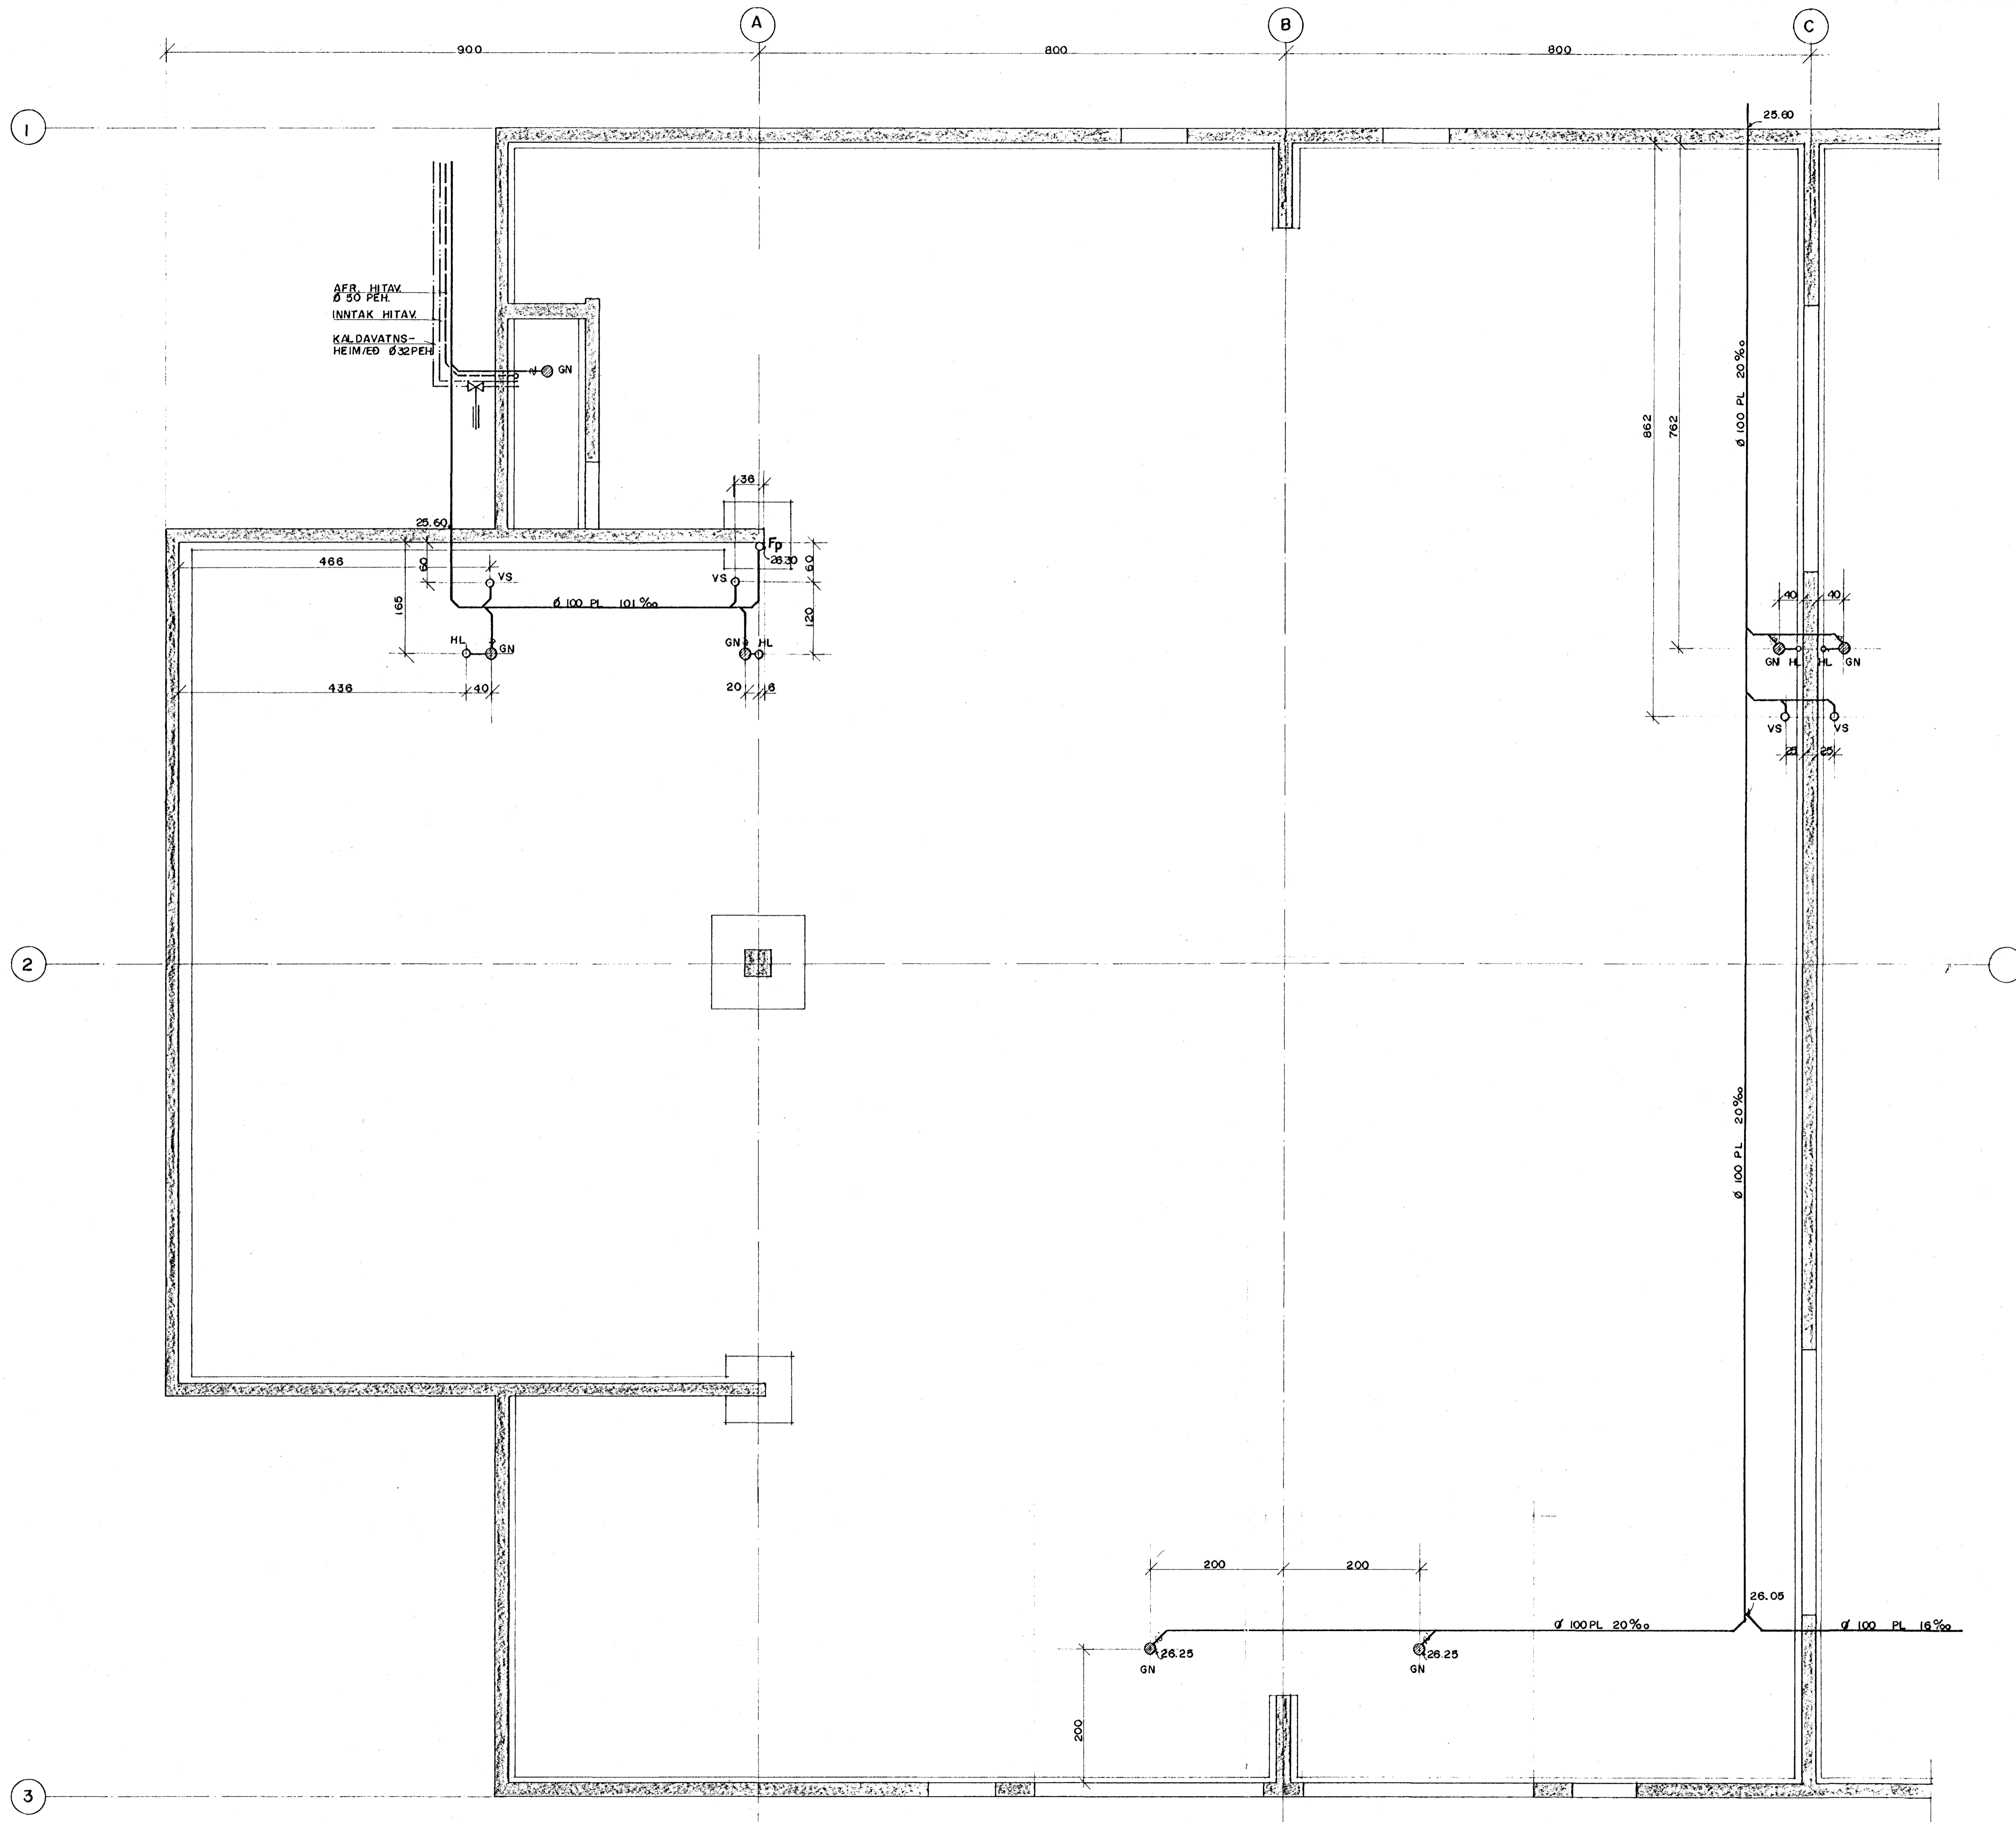 A
B
C
900
800
800
1
25.60
AFR. HITAV.
Ø 50 PEH.
INNTAK HITAV.
KALDAVATNS-
HEIMÆÐ Ø32PEH
GN
Ø 100 PL 20‰
862
762
36
25.60
Fp
26.30
466
60
VS
VS
60
165
Ø 100 PL 101‰
120
40
40
HL
GN
GN
HL
GN
HL
HL
GN
436
40
20
6
VS
VS
25
25
2
Ø 100 PL 20‰
200
200
26.05
Ø 100 PL 20‰
Ø 100 PL 16‰
26.25
26.25
GN
GN
200
3